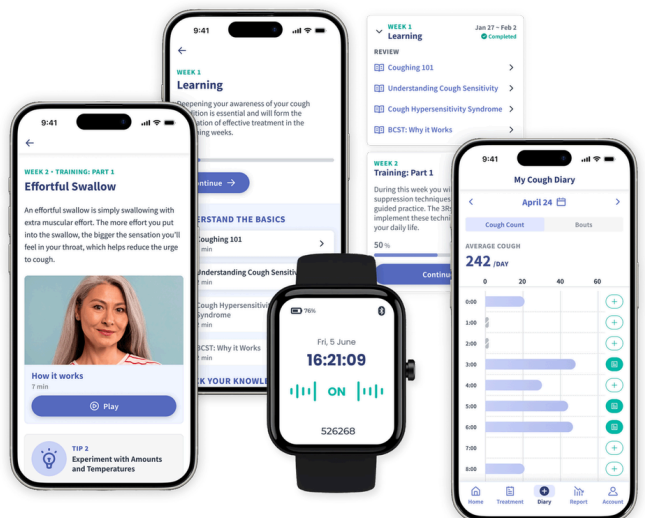 9:41
WEEK 2 • TRAINING: PART 1
Effortful Swallow
An effortful swallow is simply swallowing with
extra muscular effort. The more effort you put
into the swallow, the bigger the sensation you'll
feel in your throat, which helps reduce the urge
to cough.
How it works
7 min
Play
TIP 2
Experiment with Amounts
and Temperatures
9:41
WEEK 1
Learning
Deepening your awareness of your cough
is essential and will form the
of effective treatment in the
weeks.
THE BASICS
Coughing 101
min
Understanding Cough
Cough
Syndrome
min
BCST: Why it Works
min
YOUR
WEEK 1
Jan 27 – Feb 2
Learning
Completed
REVIEW
Coughing 101
Understanding Cough Sensitivity
Cough Hypersensitivity Syndrome
BCST: Why it Works
WEEK 2
Training: Part 1
During this week you
suppression techniques
guided practice. The
implement these
your daily life.
50 %
76%
Fri, 5 June
16:21:09
ON
526268
9:41
My Cough Diary
April 24
Cough Count
Bouts
AVERAGE COUGH
242 /DAY
0 20 40 60
0:00
1:00
2:00
3:00
4:00
5:00
6:00
7:00
8:00
Home Treatment Diary Report Account